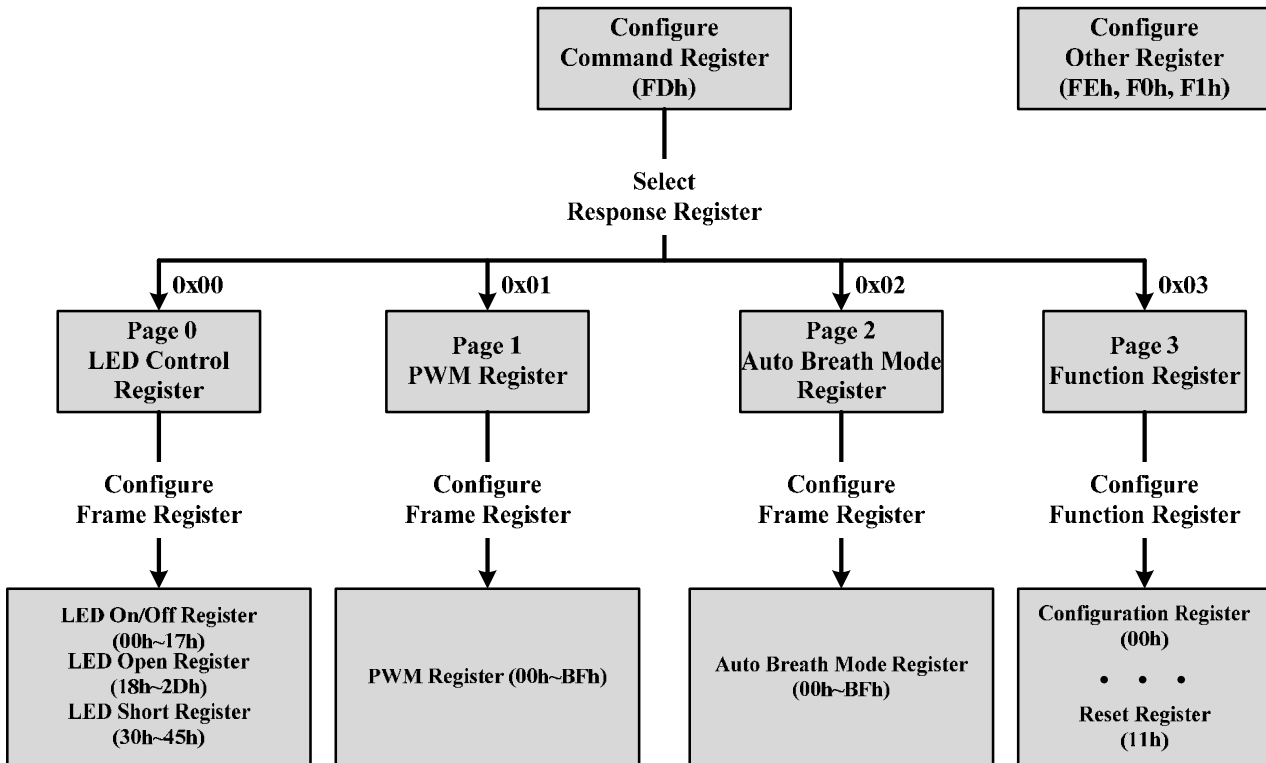 Configure
Command Register
(FDh)
Configure
Other Register
(FEh, F0h, F1h)
Select
Response Register
0x00
0x01
0x02
0x03
Page 0
LED Control
Register
Page 1
PWM Register
Page 2
Auto Breath Mode
Register
Page 3
Function Register
Configure
Frame Register
Configure
Frame Register
Configure
Frame Register
Configure
Function Register
LED On/Off Register
(00h~17h)
LED Open Register
(18h~2Dh)
LED Short Register
(30h~45h)
PWM Register (00h~BFh)
Auto Breath Mode Register
(00h~BFh)
Configuration Register
(00h)
• • •
Reset Register
(11h)